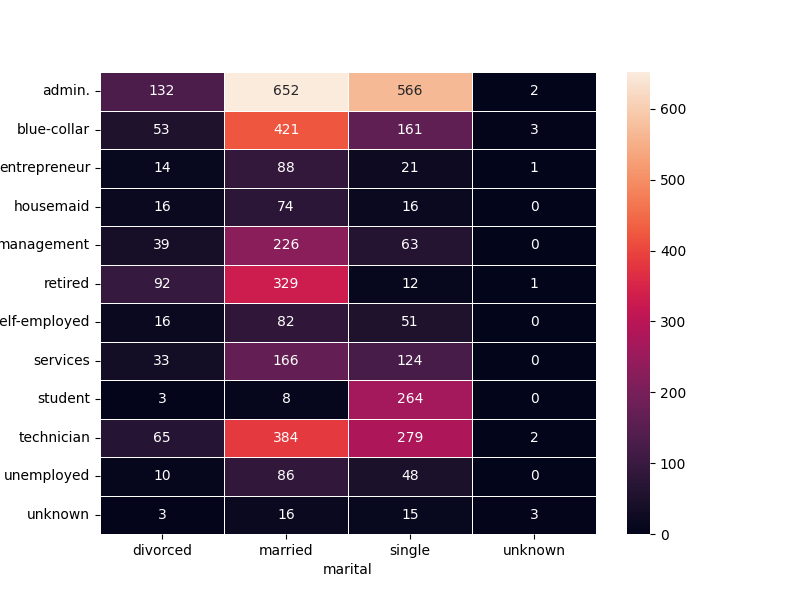 admin. 132 652 566 2
blue-collar 53 421 161 3
entrepreneur 14 88 21 1
housemaid 16 74 16 0
management 39 226 63 0
retired 92 329 12 1
elf-employed 16 82 51 0
services 33 166 124 0
student 3 8 264 0
technician 65 384 279 2
unemployed 10 86 48 0
unknown 3 16 15 3
divorced married single unknown
marital
600
500
400
300
200
100
0